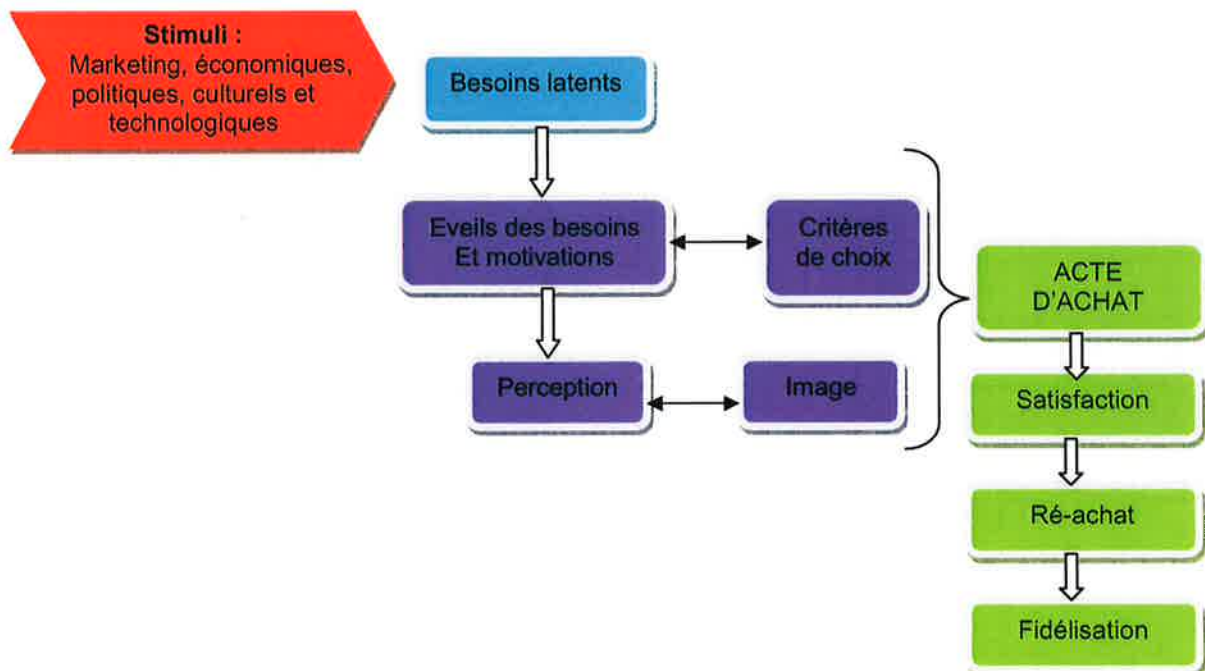 Stimuli :
Marketing, économiques,
politiques, culturels et
technologiques
Besoins latents
Eveils des besoins
Et motivations
Critères
de choix
Perception
Image
ACTE
D'ACHAT
Satisfaction
Ré-achat
Fidélisation